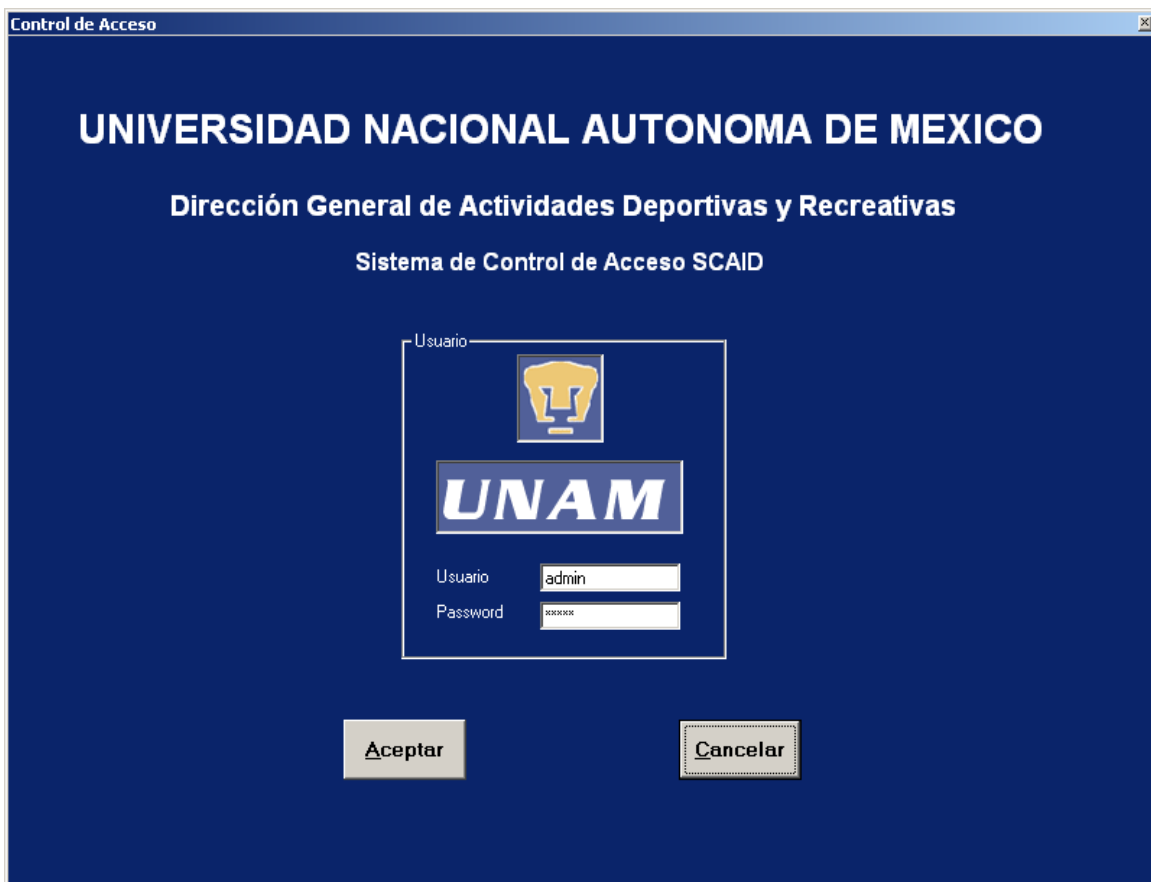 Control de Acceso
UNIVERSIDAD NACIONAL AUTONOMA DE MEXICO
Dirección General de Actividades Deportivas y Recreativas
Sistema de Control de Acceso SCAID
Usuario
UNAM
Usuario admin
Password *****
Aceptar Cancelar